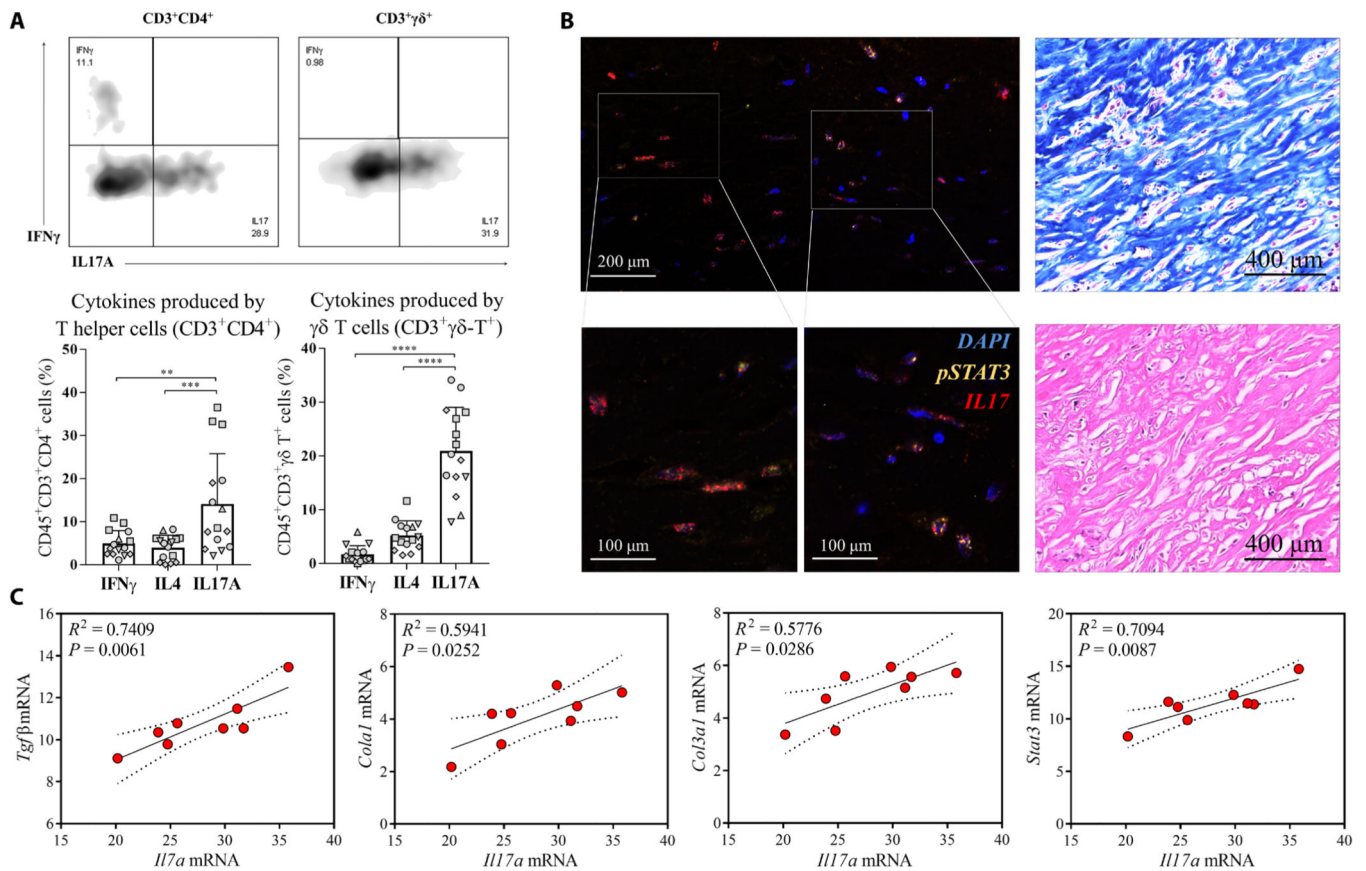 A
CD3⁺CD4⁺
CD3⁺γδ⁺
IFNγ
11.1
IL17
28.9
IFNγ
0.98
IL17
31.9
IFNγ
IL17A
Cytokines produced by
T helper cells (CD3⁺CD4⁺)
CD45⁺CD3⁺CD4⁺ cells (%)
50
40
30
20
10
0
**
***
IFNγ IL4 IL17A
Cytokines produced by
γδ T cells (CD3⁺γδ-T⁺)
CD45⁺CD3⁺γδ T⁺ cells (%)
40
30
20
10
0
****
****
IFNγ IL4 IL17A
B
200 μm
400 μm
100 μm
DAPI
pSTAT3
IL17
100 μm
400 μm
C
R² = 0.7409
P = 0.0061
Tgfβ mRNA
16
14
12
10
8
6
15 20 25 30 35 40
Il7a mRNA
R² = 0.5941
P = 0.0252
Cola1 mRNA
8
6
4
2
0
15 20 25 30 35 40
Il17a mRNA
R² = 0.5776
P = 0.0286
Col3a1 mRNA
8
6
4
2
0
15 20 25 30 35 40
Il17a mRNA
R² = 0.7094
P = 0.0087
Stat3 mRNA
20
15
10
5
0
15 20 25 30 35 40
Il17a mRNA